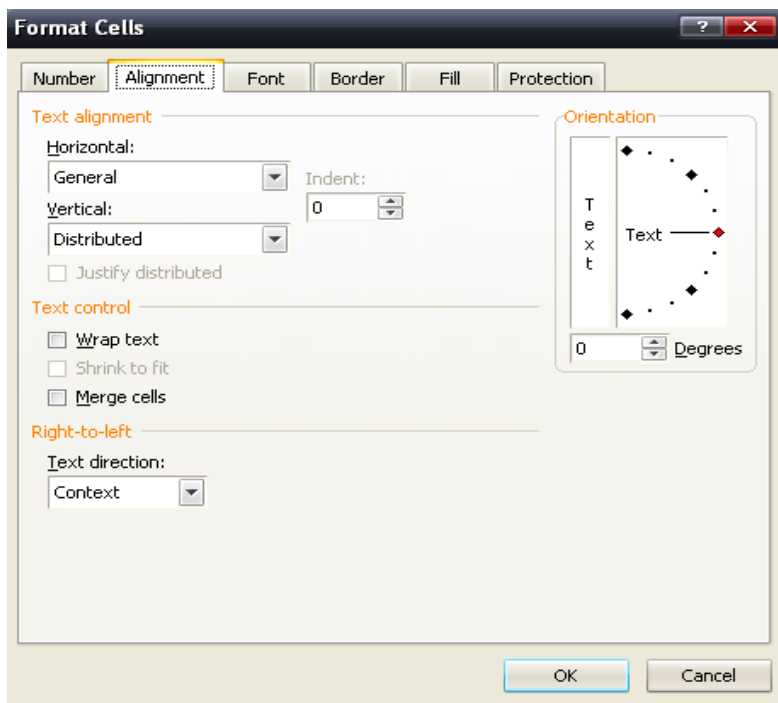 Format Cells
Number Alignment Font Border Fill Protection
Text alignment
Horizontal:
General
Indent:
Vertical:
0
Distributed
Justify distributed
Text control
Wrap text
Shrink to fit
Merge cells
Right-to-left
Text direction:
Context
Orientation
Text
Text
0 Degrees
OK Cancel